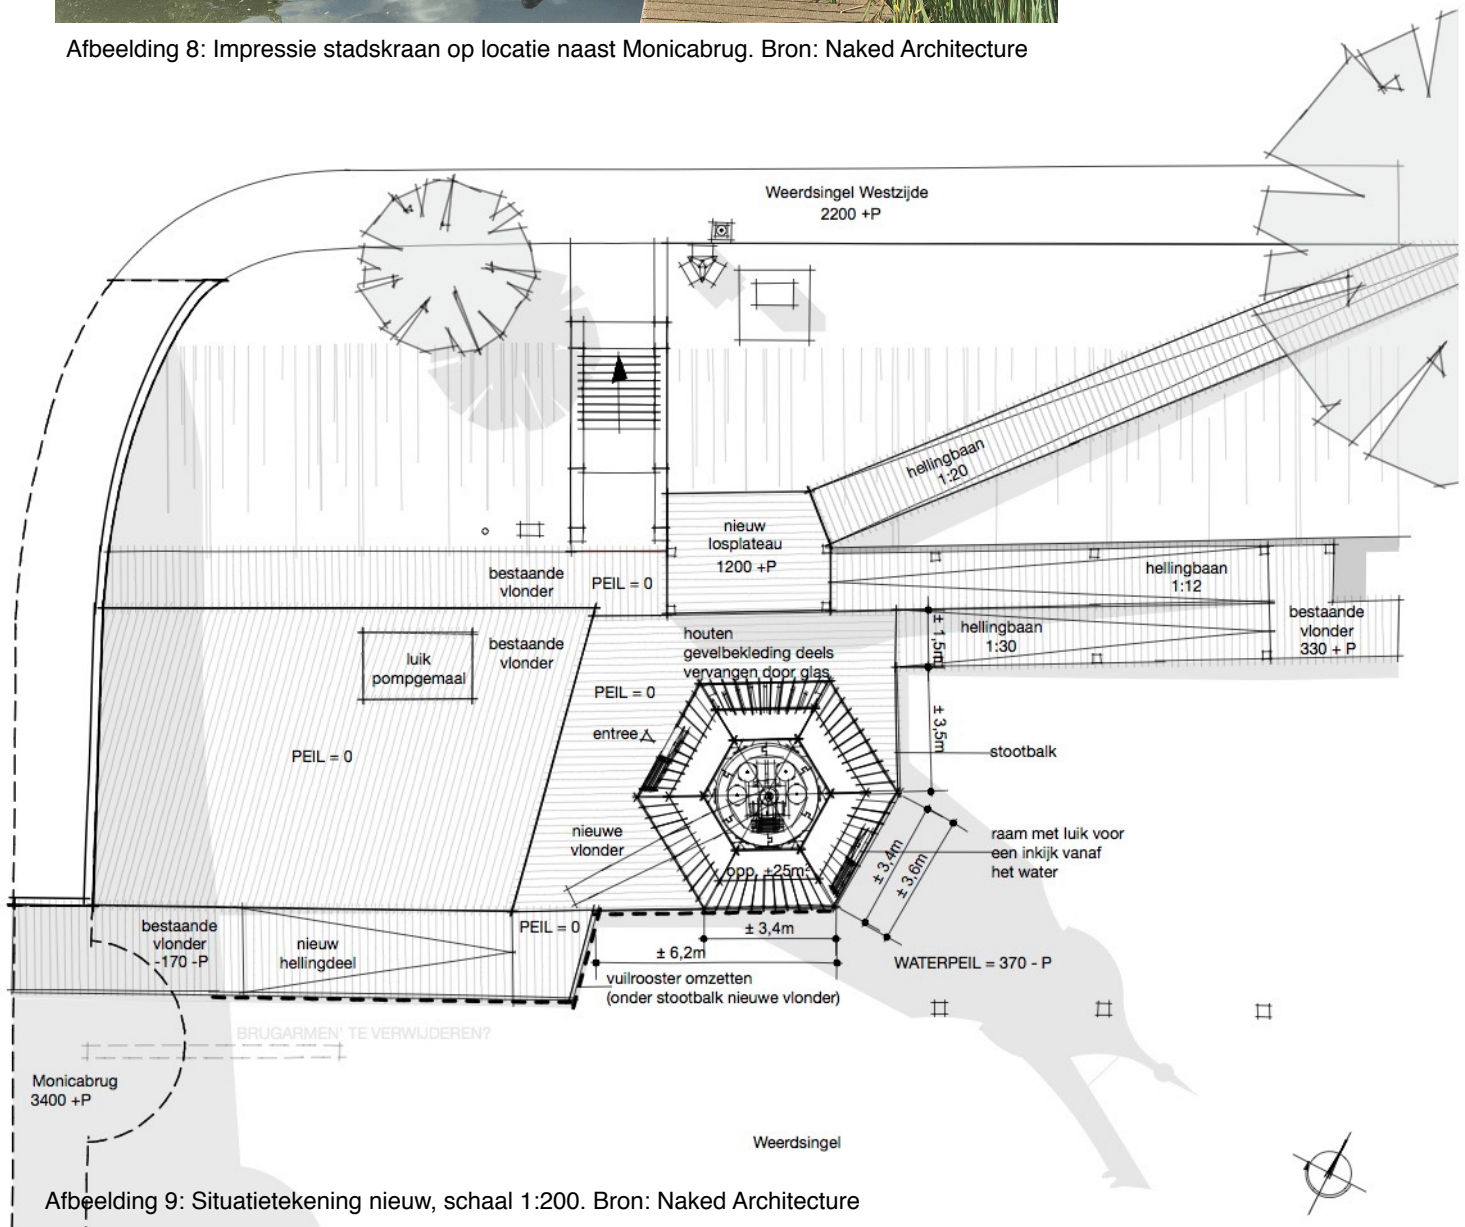 Afbeelding 8: Impressie stadskraan op locatie naast Monicabrug. Bron: Naked Architecture
Weerdsingel Westzijde
2200 +P
hellingbaan
1:20
nieuw
losplateau
1200 +P
bestaande
vlonder
PEIL = 0
hellingbaan
1:12
bestaande
vlonder
330 + P
hellingbaan
1:30
± 1,5m
houten
gevelbekleding deels
vervangen door glas
bestaande
vlonder
luik
pompgemaal
PEIL = 0
entree
± 3,5m
stootbalk
PEIL = 0
nieuwe
vlonder
raam met luik voor
een inkijk vanaf
het water
± 3,4m
± 3,6m
opp. ±25m²
bestaande
vlonder
-170 -P
nieuw
hellingdeel
PEIL = 0
± 3,4m
± 6,2m
WATERPEIL = 370 - P
vuilrooster omzetten
(onder stootbalk nieuwe vlonder)
BRUGARMEN' TE VERWIJDEREN?
Monicabrug
3400 +P
Weerdsingel
Afbeelding 9: Situatietekening nieuw, schaal 1:200. Bron: Naked Architecture